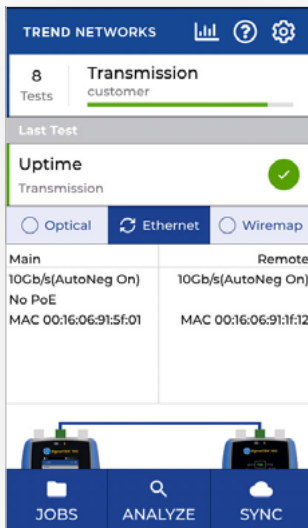 TREND NETWORKS
8 Transmission
Tests customer
Last Test
Uptime
Transmission
Optical Ethernet Wiremap
Main Remote
10Gb/s(AutoNeg On) 10Gb/s(AutoNeg On)
No PoE
MAC 00:16:06:91:5f:01 MAC 00:16:06:91:1f:12
JOBS ANALYZE SYNC